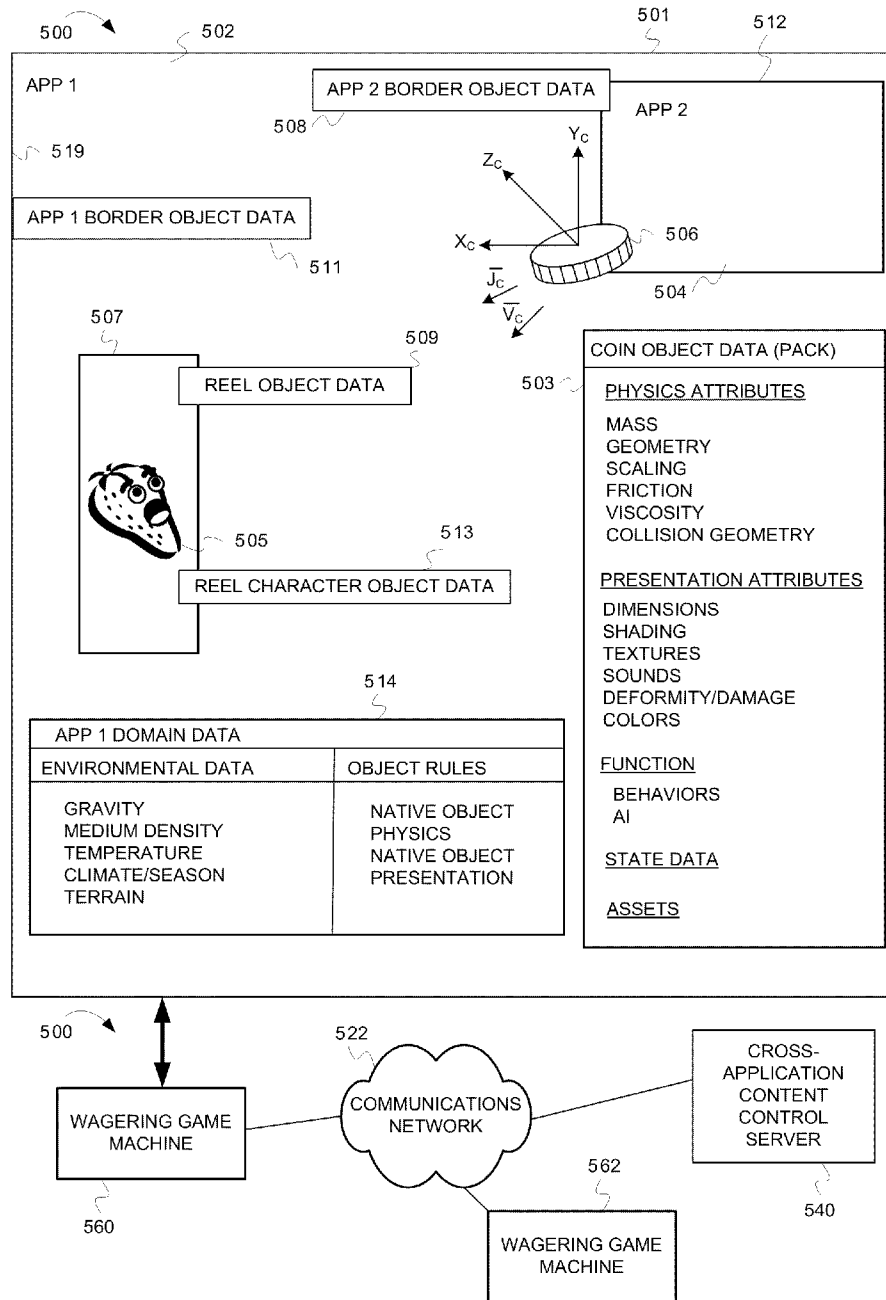 500
502
501
512
APP 1
APP 2 BORDER OBJECT DATA
APP 2
508
519
Y_C
Z_C
X_C
506
APP 1 BORDER OBJECT DATA
511
J_C
V_C
504
507
509
REEL OBJECT DATA
503
COIN OBJECT DATA (PACK)
PHYSICS ATTRIBUTES
MASS
GEOMETRY
SCALING
FRICTION
VISCOSITY
COLLISION GEOMETRY
505
513
REEL CHARACTER OBJECT DATA
PRESENTATION ATTRIBUTES
DIMENSIONS
SHADING
TEXTURES
SOUNDS
DEFORMITY/DAMAGE
COLORS
FUNCTION
BEHAVIORS
AI
STATE DATA
ASSETS
514
APP 1 DOMAIN DATA
ENVIRONMENTAL DATA
GRAVITY
MEDIUM DENSITY
TEMPERATURE
CLIMATE/SEASON
TERRAIN
OBJECT RULES
NATIVE OBJECT
PHYSICS
NATIVE OBJECT
PRESENTATION
500
522
WAGERING GAME
MACHINE
560
COMMUNICATIONS
NETWORK
CROSS-
APPLICATION
CONTENT
CONTROL
SERVER
540
562
WAGERING GAME
MACHINE